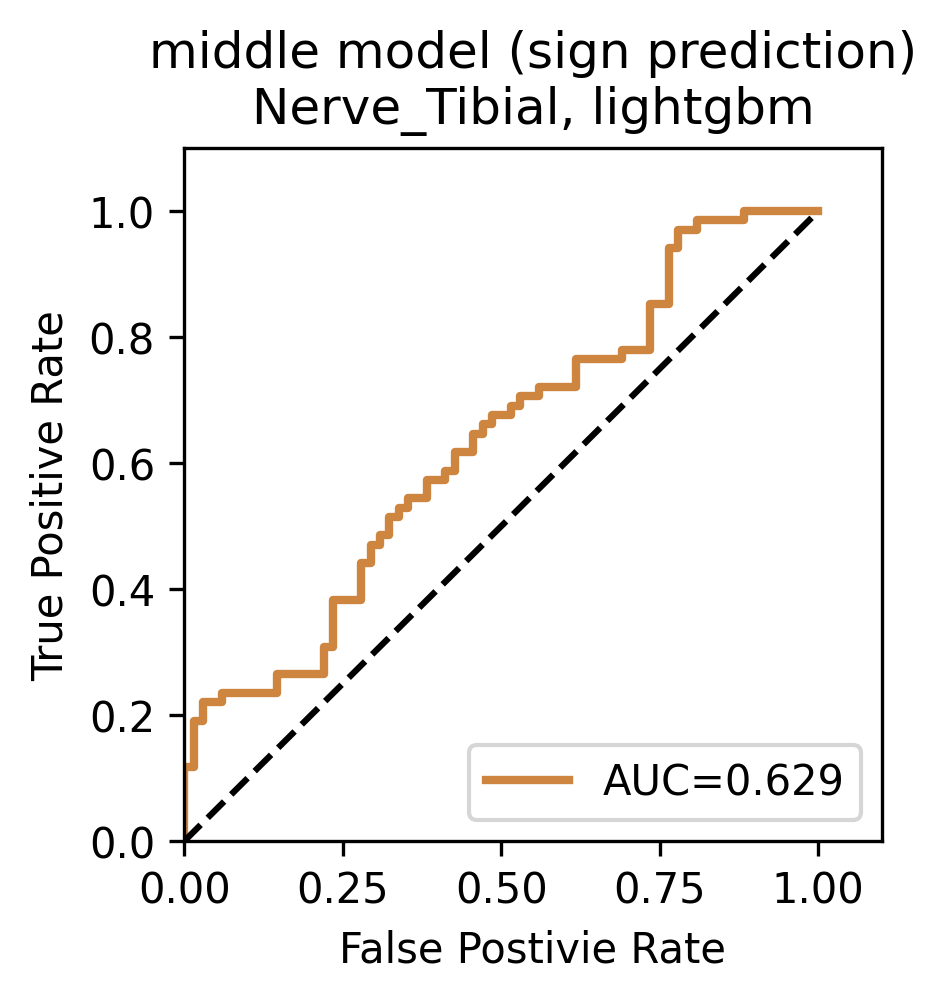 middle model (sign prediction)
Nerve_Tibial, lightgbm
True Positive Rate
1.0
0.8
0.6
0.4
0.2
0.0
AUC=0.629
0.00 0.25 0.50 0.75 1.00
False Postivie Rate